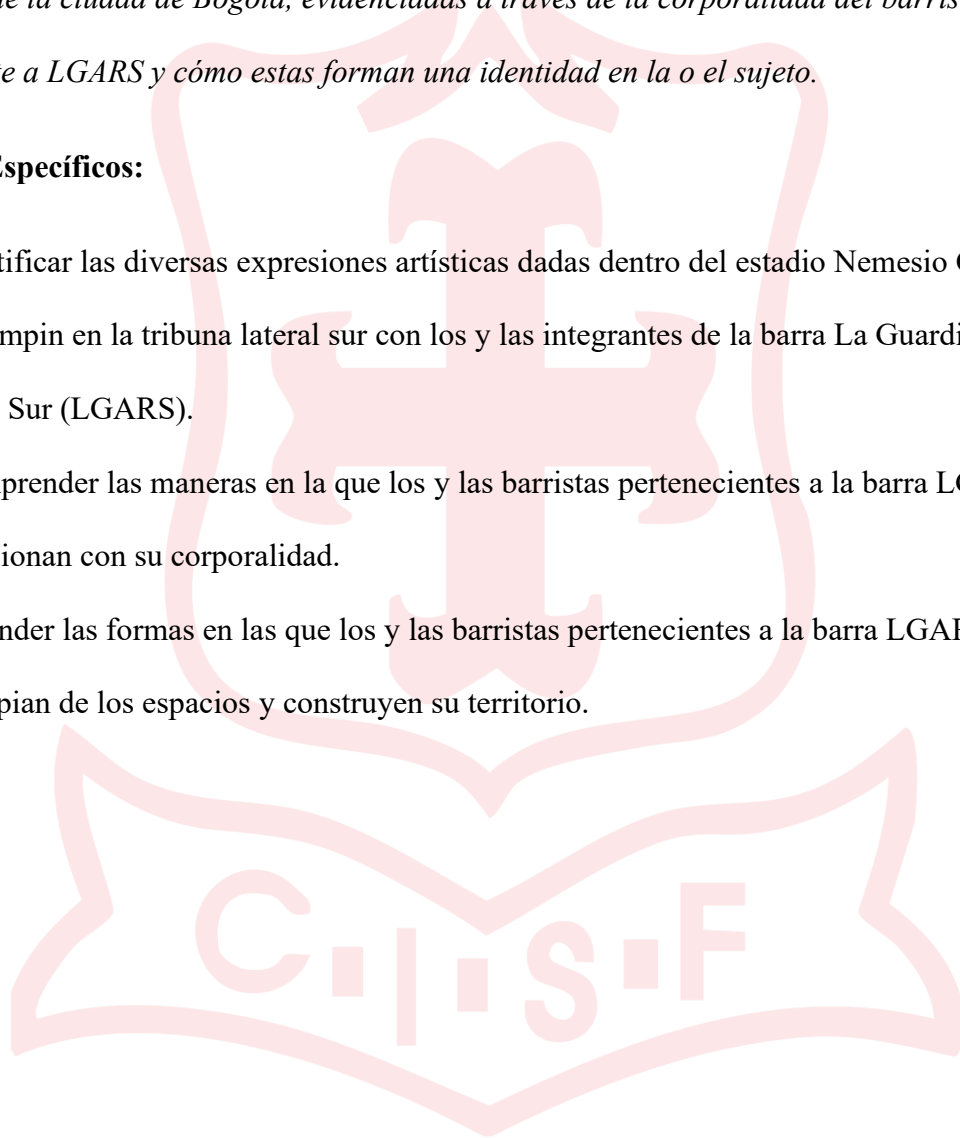 de la ciudad de Bogotá, evidenciadas a través de la corporalidad del barris
te a LGARS y cómo estas forman una identidad en la o el sujeto.
Específicos:
tificar las diversas expresiones artísticas dadas dentro del estadio Nemesio
mpin en la tribuna lateral sur con los y las integrantes de la barra La Guardi
Sur (LGARS).
prender las maneras en la que los y las barristas pertenecientes a la barra
ionan con su corporalidad.
nder las formas en las que los y las barristas pertenecientes a la barra LGAR
pian de los espacios y construyen su territorio.
C.I.S.F